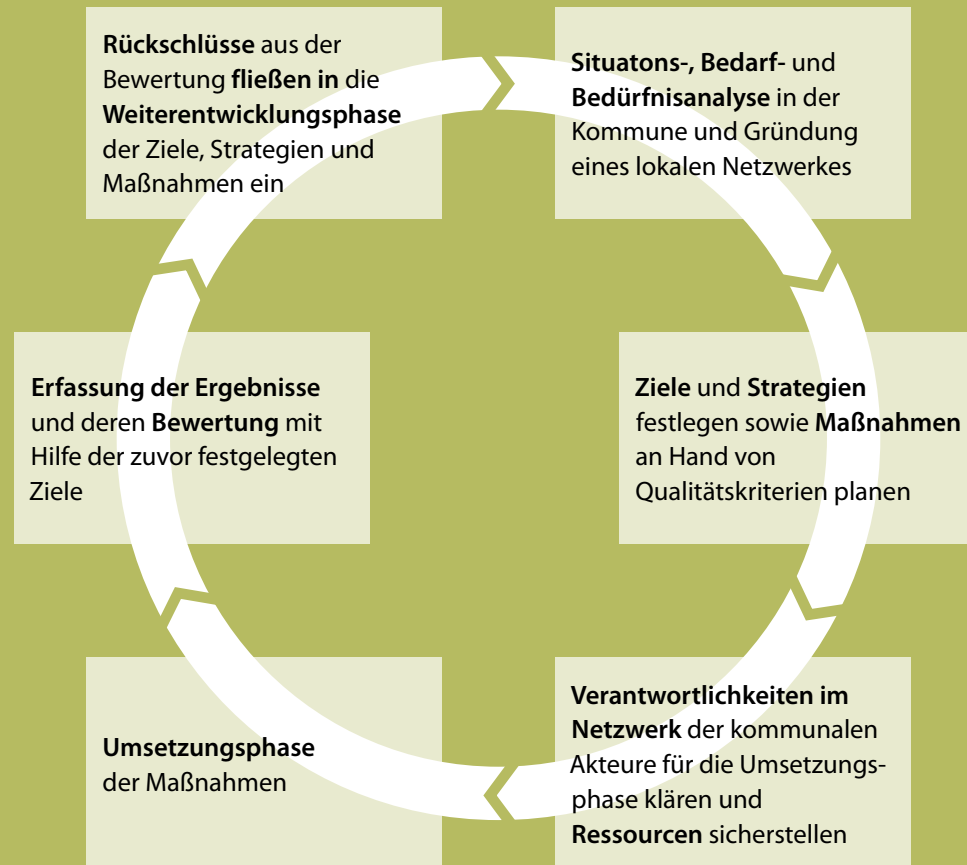 Rückschlüsse aus der
Bewertung fließen in die
Weiterentwicklungsphase
der Ziele, Strategien und
Maßnahmen ein
Situatons-, Bedarf- und
Bedürfnisanalyse in der
Kommune und Gründung
eines lokalen Netzwerkes
Erfassung der Ergebnisse
und deren Bewertung mit
Hilfe der zuvor festgelegten
Ziele
Ziele und Strategien
festlegen sowie Maßnahmen
an Hand von
Qualitätskriterien planen
Umsetzungsphase
der Maßnahmen
Verantwortlichkeiten im
Netzwerk der kommunalen
Akteure für die Umsetzungs-
phase klären und
Ressourcen sicherstellen